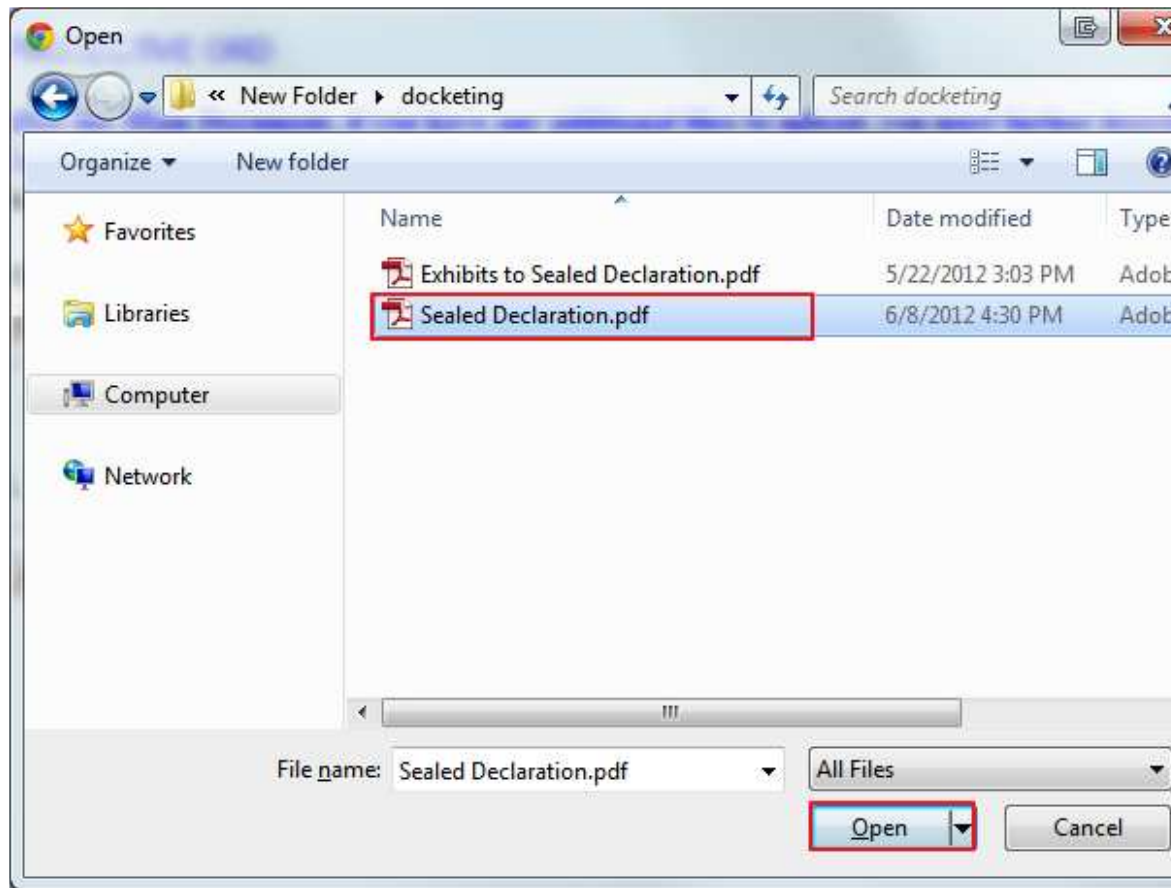 Open
« New Folder ▸ docketing
Search docketing
Organize
New folder
Name
Date modified
Type
Favorites
Libraries
Computer
Network
Exhibits to Sealed Declaration.pdf
5/22/2012 3:03 PM
Adob
Sealed Declaration.pdf
6/8/2012 4:30 PM
Adob
File name:
Sealed Declaration.pdf
All Files
Open
Cancel